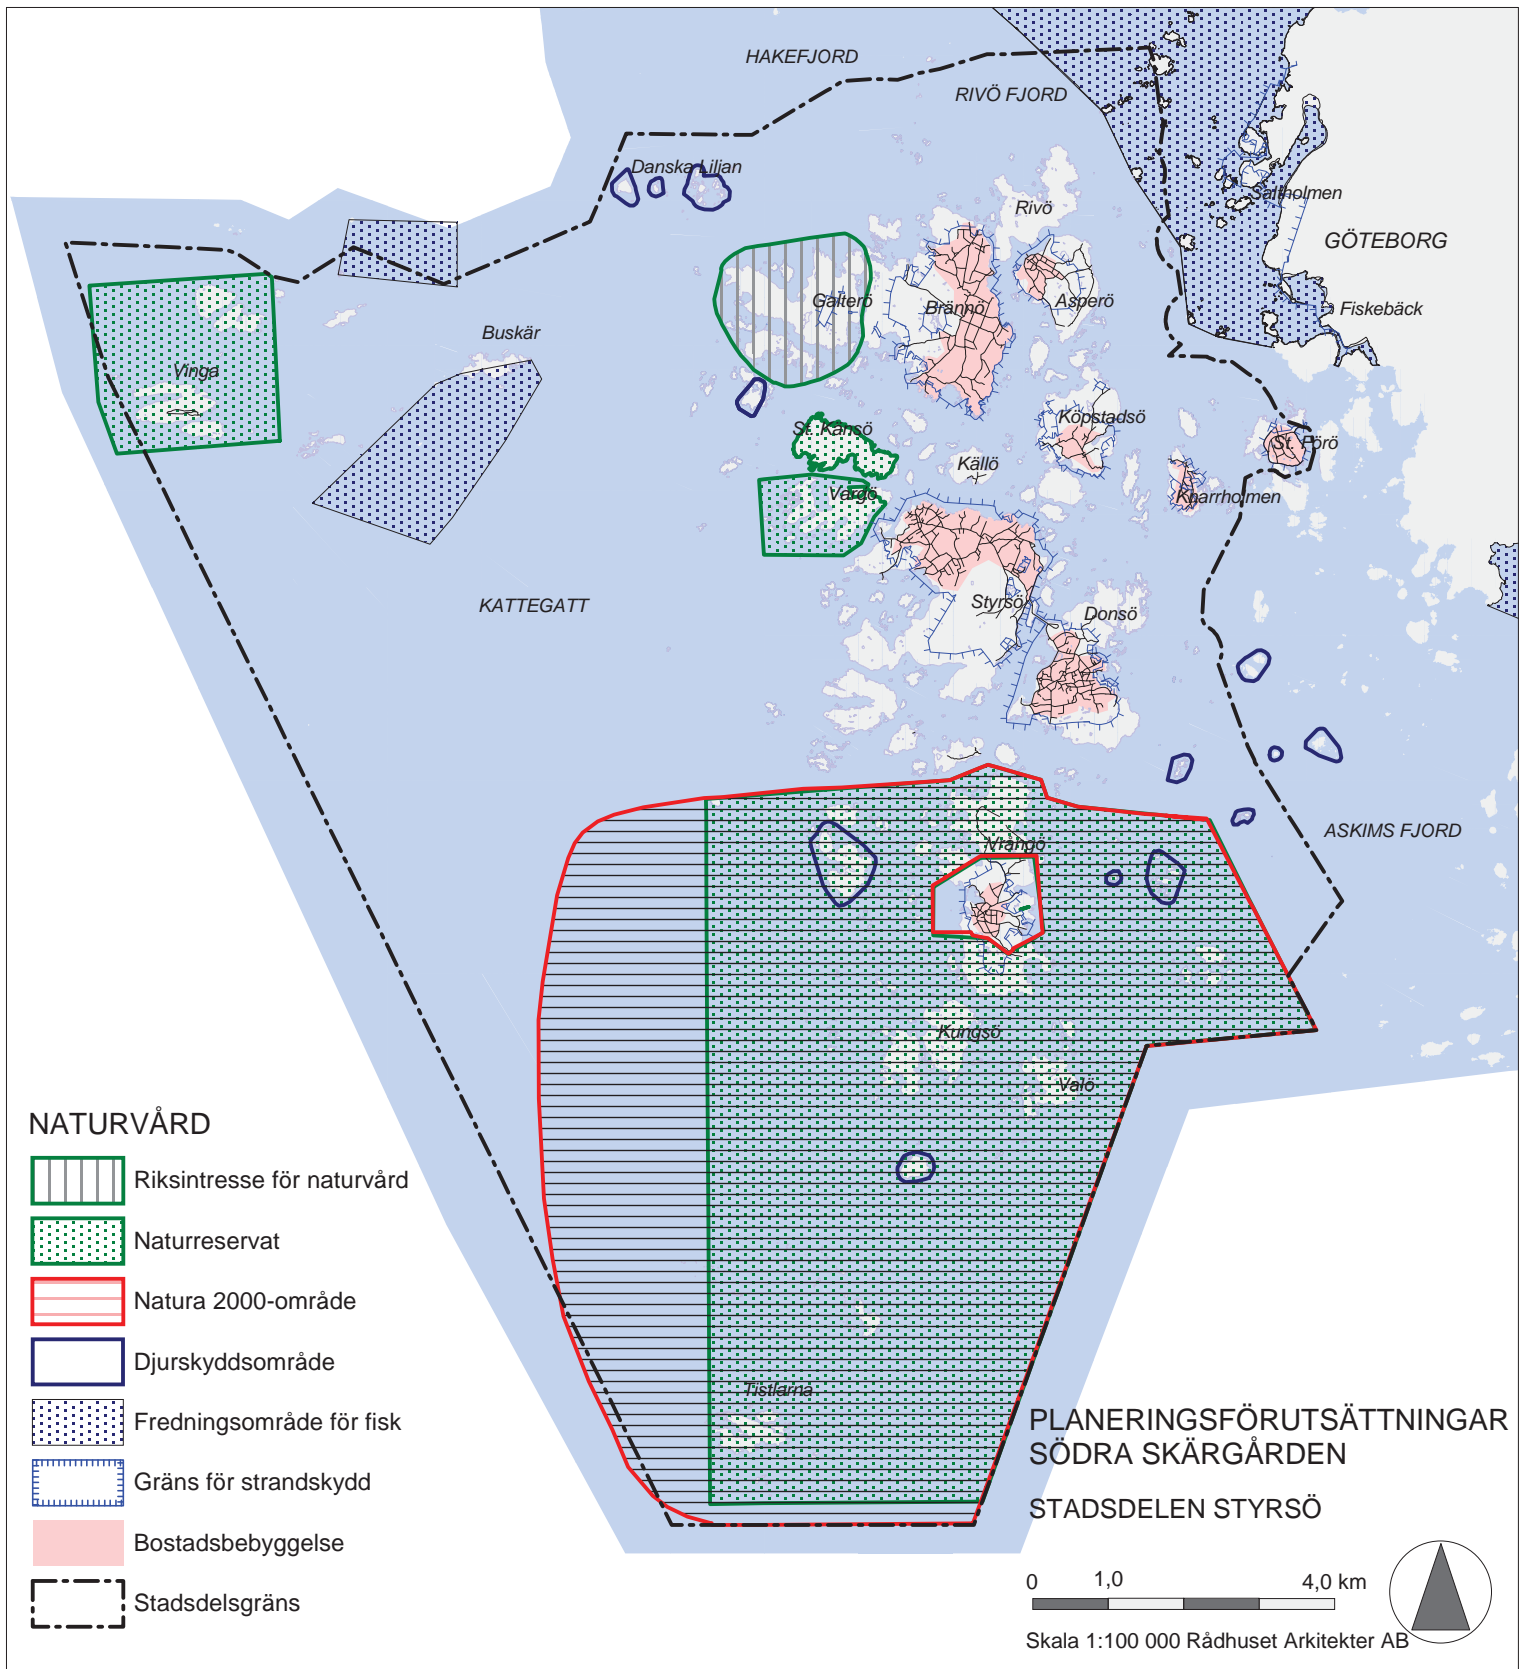 HAKEFJORD
RIVÖ FJORD
Danska Liljan
Saltholmen
Rivö
GÖTEBORG
Galterö
Brännö
Asperö
Fiskebäck
Buskär
Vinga
St. Känsö
Köpstadsö
St. Förö
Källö
Vargö
Knarrholmen
KATTEGATT
Styrsö
Donsö
ASKIMS FJORD
Vrångö
Kungsö
Valö
Tistlarna
NATURVÅRD
Riksintresse för naturvård
Naturreservat
Natura 2000-område
Djurskyddsområde
Fredningsområde för fisk
Gräns för strandskydd
Bostadsbebyggelse
Stadsdelsgräns
PLANERINGSFÖRUTSÄTTNINGAR
SÖDRA SKÄRGÅRDEN
STADSDELEN STYRSÖ
0 1,0 4,0 km
Skala 1:100 000 Rådhuset Arkitekter AB